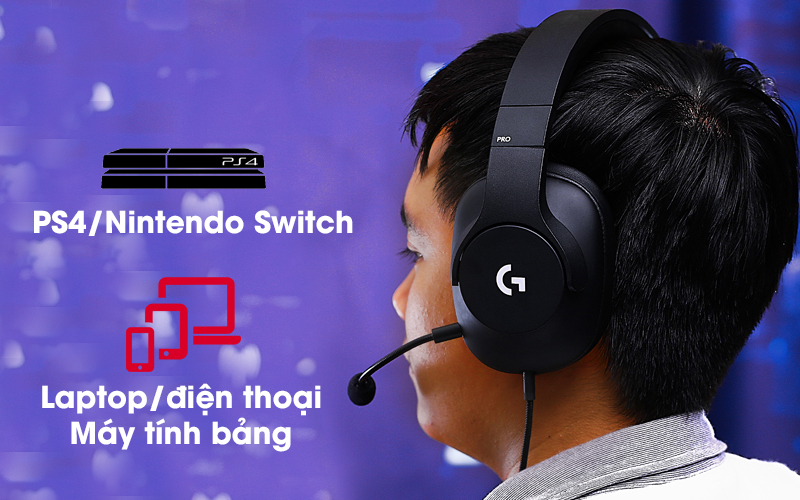 PS4
PS4/Nintendo Switch
Laptop/điện thoại
Máy tính bảng
PRO
G